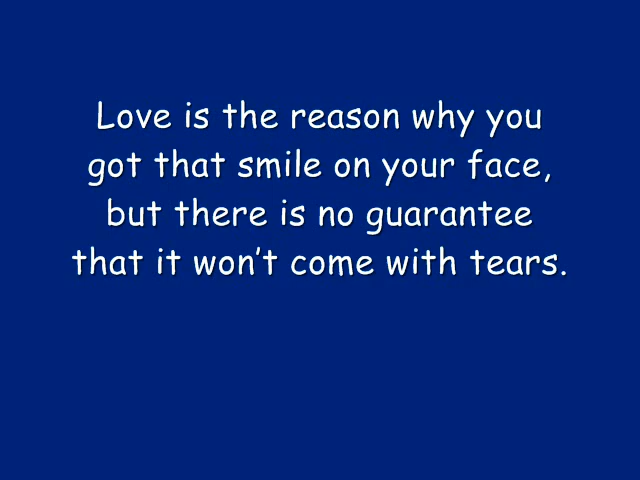 Love is the reason why you
got that smile on your face,
but there is no guarantee
that it won’t come with tears.